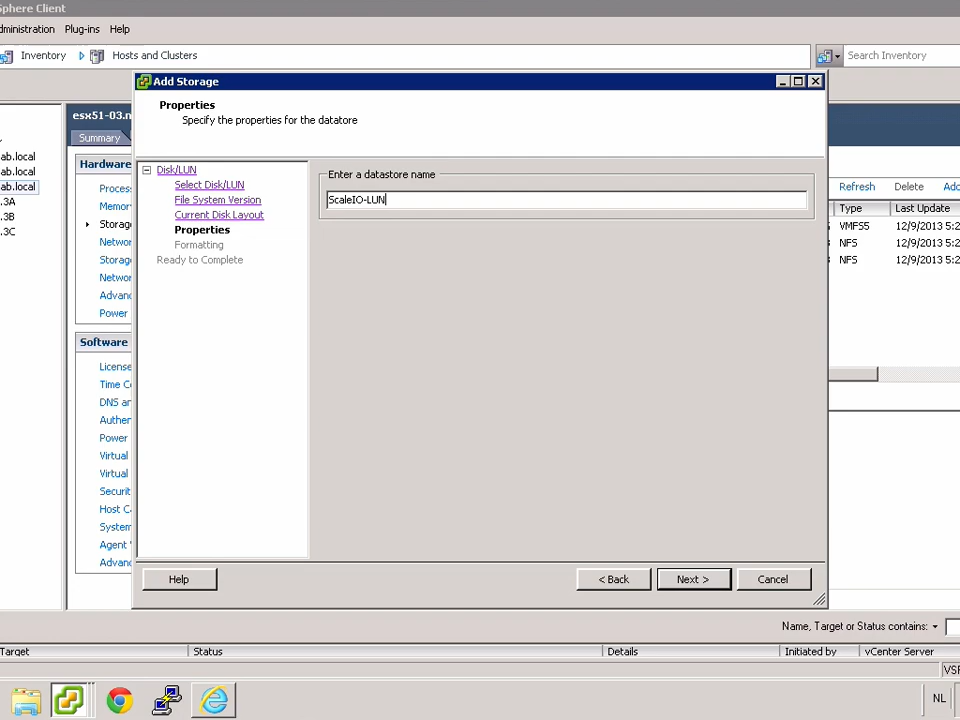 Sphere Client
dministration Plug-ins Help
Inventory Hosts and Clusters Search Inventory
Add Storage
Properties
Specify the properties for the datatore
esx51-03.n
Summary
ab.local
ab.local
ab.local
.3A
.3B
.3C
Hardware
Process
Memor
Storag
Networ
Storag
Networ
Advan
Power
Software
License
Time Co
DNS an
Auther
Power
Virtual
Virtual
Securit
Host C
System
Agent
Advan
Disk/LUN
Select Disk/LUN
File System Version
Current Disk Layout
Properties
Formatting
Ready to Complete
Enter a datastore name
ScaleIO-LUN
Help < Back Next > Cancel
Refresh Delete Add
Type Last Update
VMFS5 12/9/2013 5:2
NFS 12/9/2013 5:2
NFS 12/9/2013 5:2
Name, Target or Status contains:
Target Status Details Initiated by vCenter Server
VSP
NL